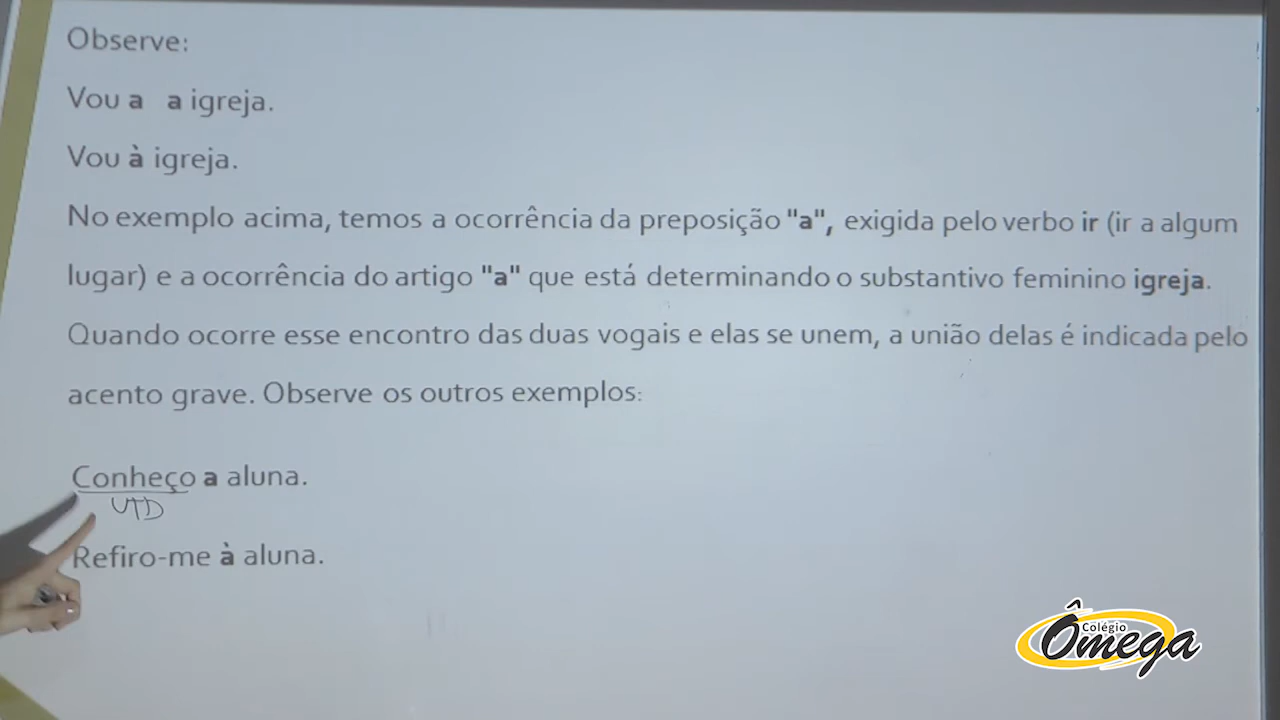 Observe:
Vou a a igreja.
Vou à igreja.
No exemplo acima, temos a ocorrência da preposição "a", exigida pelo verbo ir (ir a algum
lugar) e a ocorrência do artigo "a" que está determinando o substantivo feminino igreja.
Quando ocorre esse encontro das duas vogais e elas se unem, a união delas é indicada pelo
acento grave. Observe os outros exemplos:
Conheço a aluna.
VTD
Refiro-me à aluna.
Colégio
Ômega